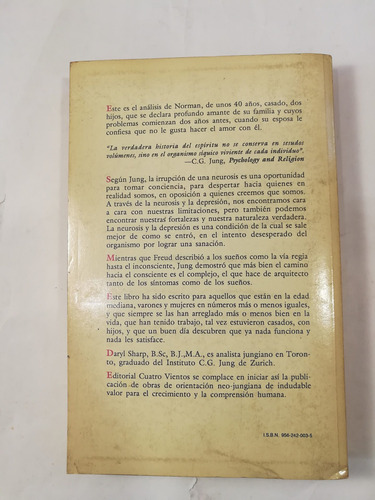 Este es el análisis de Norman, de unos 40 años, casado, dos
hijos, que se declara profundo amante de su familia y cuyos
problemas comienzan dos años antes, cuando su esposa le
confiesa que no le gusta hacer el amor con él.
"La verdadera historia del espíritu no se conserva en sesudos
volúmenes, sino en el organismo síquico viviente de cada individuo".
—C.G. Jung, Psychology and Religion
Según Jung, la irrupción de una neurosis es una oportunidad
para tomar conciencia, para despertar hacia quienes en
realidad somos, en oposición a quienes creemos que somos.
A través de la neurosis y la depresión, nos encontramos cara
a cara con nuestras limitaciones, pero también podemos
encontrar nuestras fortalezas y nuestra naturaleza verdadera.
La neurosis y la depresión es una condición de la cual se sale
mejor de como se entró, en el intento desesperado del
organismo por lograr una sanación.
Mientras que Freud describió a los sueños como la vía regia
hasta el inconsciente, Jung demostró que más bien el camino
hacia el consciente es el complejo, el que hace de arquitecto
tanto de los síntomas como de los sueños.
Este libro ha sido escrito para aquellos que están en la edad
mediana, varones y mujeres en números más o menos iguales,
y que siempre se las han arreglado más o menos bien en la
vida, que han tenido trabajo, tal vez estuvieron casados, con
hijos, y que un buen día descubren que ya nada funciona y
nada les satisface.
Daryl Sharp, B.Sc, B.J.,M.A., es analista jungiano en Toron-
to, graduado del Instituto C.G. Jung de Zurich.
Editorial Cuatro Vientos se complace en iniciar así la publi-
cación de obras de orientación neo-jungiana de indudable
valor para el crecimiento y la comprensión humana.
I.S.B.N. 956-242-003-5